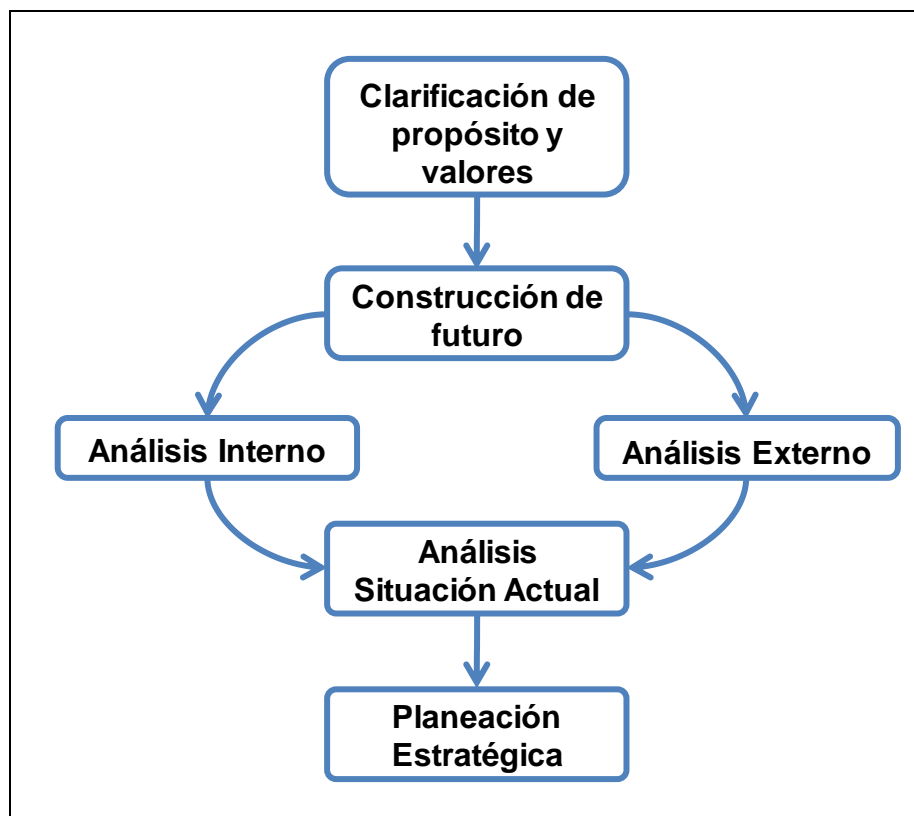 Clarificación de
propósito y
valores
Construcción de
futuro
Análisis Interno
Análisis Externo
Análisis
Situación Actual
Planeación
Estratégica